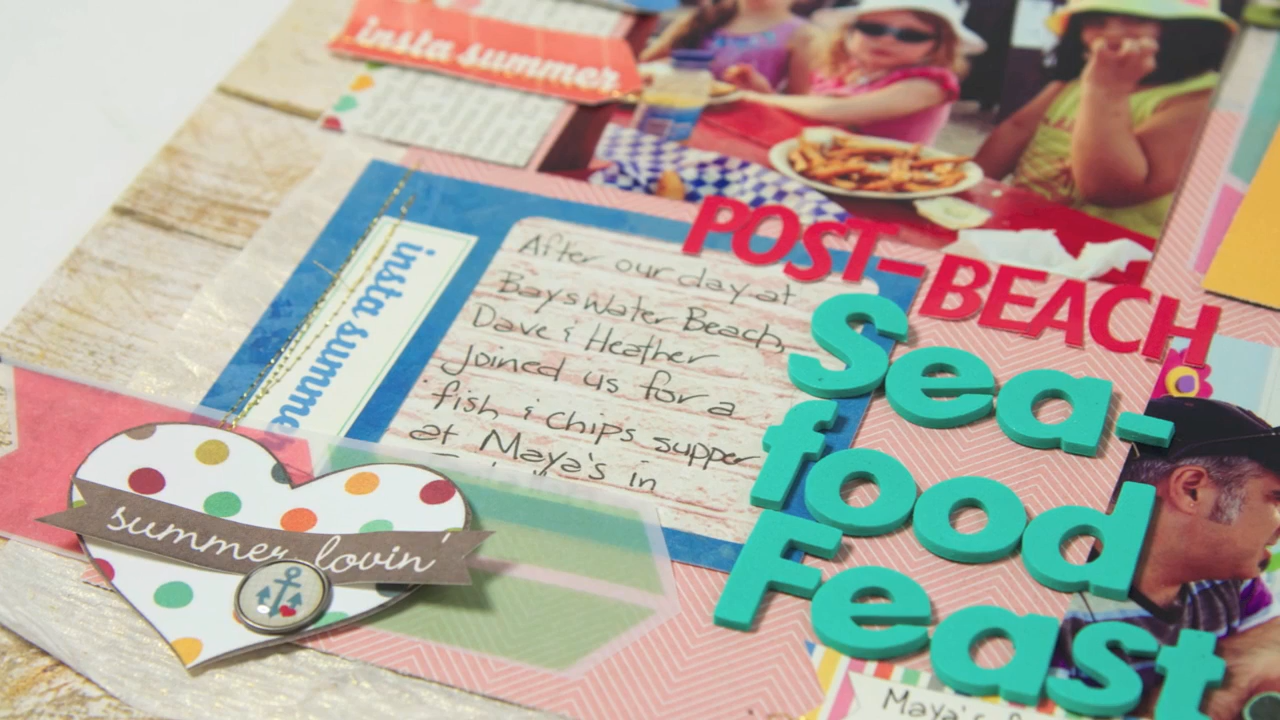 insta summer
POST-BEACH
Sea-
food
Feast
insta summe
After our day at
Bayswater Beach,
Dave & Heather
joined us for a
fish & chips supper
at Maya's in
summer lovin'
Maya's